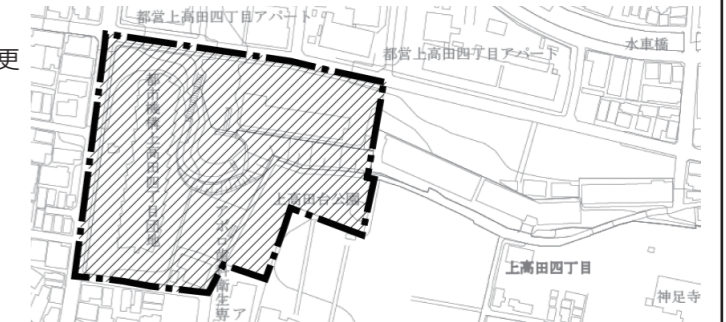 更
都営上高田四丁目アパート
都営上高田四丁目アパート
水車橋
都市機構上高田四丁目団地
上高田台公園
上高田四丁目
神足寺